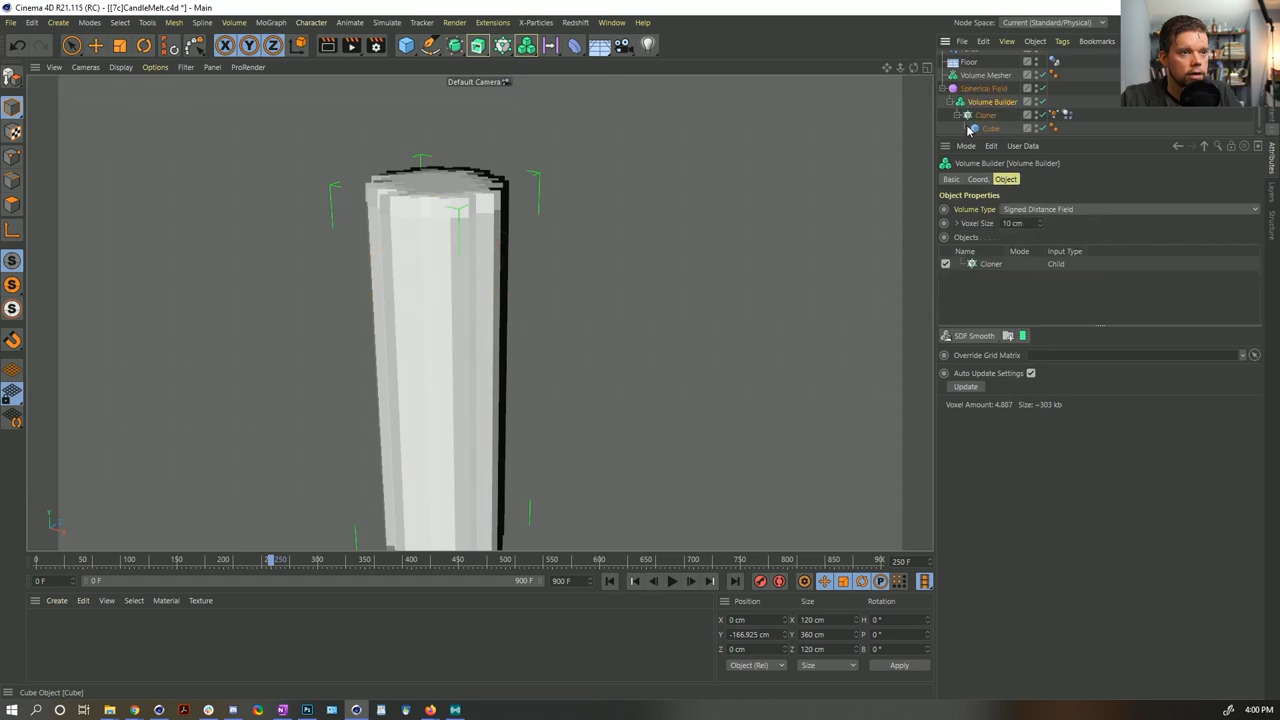 Cinema 4D R21.115 (RC) - [[7c]CandleMelt.c4d *] - Main
File Edit Create Modes Select Tools Mesh Spline Volume MoGraph Character Animate Simulate Tracker Render Extensions X-Particles Redshift Window Help
Node Space: Current (Standard/Physical)
X Y Z
File Edit View Object Tags Bookmarks
View Cameras Display Options Filter Panel ProRender
Default Camera
Floor
Volume Mesher
Spherical Field
Volume Builder
Cloner
Cube
Mode Edit User Data
Volume Builder [Volume Builder]
Basic Coord. Object
Object Properties
Volume Type Signed Distance Field
Voxel Size 10 cm
Objects . . . .
Name Mode Input Type
Cloner Child
SDF Smooth
Override Grid Matrix
Auto Update Settings
Update
Voxel Amount: 4.887 Size: ~303 kb
Attributes
Layers
Structure
0 50 100 150 200 250 300 350 400 450 500 550 600 650 700 750 800 850 250 F
0 F 0 F 900 F 900 F
Create Edit View Select Material Texture
Position Size Rotation
X 0 cm X 120 cm H 0 °
Y -166.925 cm Y 360 cm P 0 °
Z 0 cm Z 120 cm B 0 °
Object (Rel) Size Apply
Cube Object [Cube]
4:00 PM